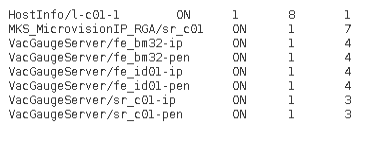 HostInfo/l-c01-1 ON 1 8 1
MKS_MicrovisionIP_RGA/sr_c01 ON 1 7
VacGaugeServer/fe_bm32-ip ON 1 4
VacGaugeServer/fe_bm32-pen ON 1 4
VacGaugeServer/fe_id01-ip ON 1 4
VacGaugeServer/fe_id01-pen ON 1 4
VacGaugeServer/sr_c01-ip ON 1 3
VacGaugeServer/sr_c01-pen ON 1 3